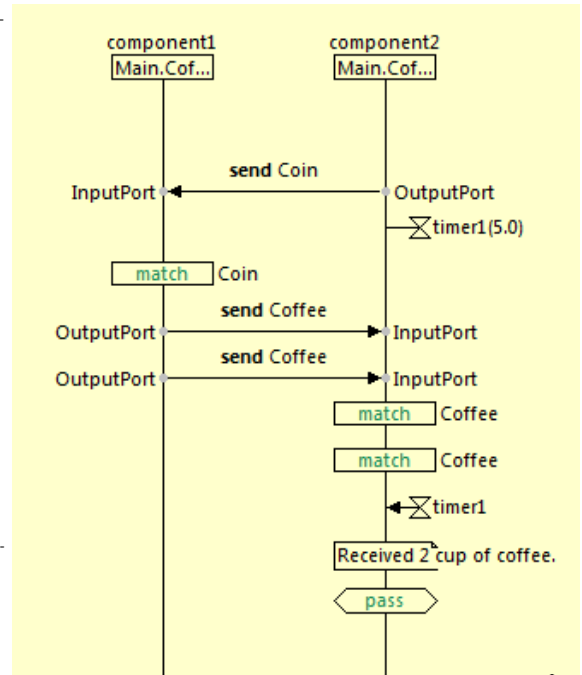 component1 component2
Main.Cof... Main.Cof...
send Coin
InputPort OutputPort
timer1(5.0)
match Coin
send Coffee
OutputPort InputPort
send Coffee
OutputPort InputPort
match Coffee
match Coffee
timer1
Received 2 cup of coffee.
pass